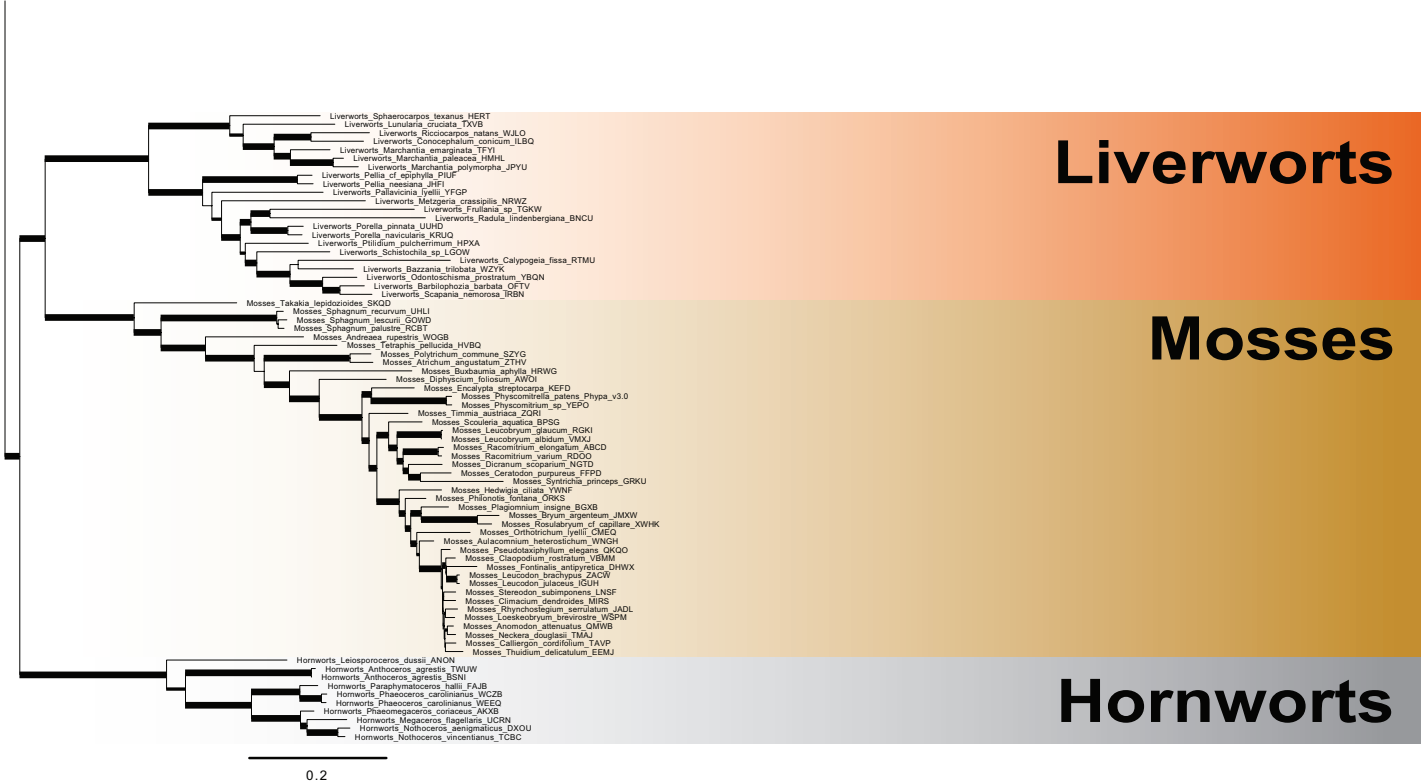 Liverworts_Sphaerocarpos_texanus_HERT
Liverworts_Lunularia_cruciata_TXVB
Liverworts_Ricciocarpos_natans_WJLO
Liverworts_Conocephalum_conicum_ILBQ
Liverworts_Marchantia_emarginata_TFYI
Liverworts_Marchantia_paleacea_HMHL
Liverworts_Marchantia_polymorpha_JPYU
Liverworts_Pellia_cf_epiphylla_PIUF
Liverworts_Pellia_neesiana_JHFI
Liverworts_Pallavicinia_lyellii_YFGP
Liverworts_Metzgeria_crassipilis_NRWZ
Liverworts_Frullania_sp_TGKW
Liverworts_Radula_lindenbergiana_BNCU
Liverworts_Porella_pinnata_UUHD
Liverworts_Porella_navicularis_KRUQ
Liverworts_Ptilidium_pulcherrimum_HPXA
Liverworts_Schistochila_sp_LGOW
Liverworts_Calypogeia_fissa_RTMU
Liverworts_Bazzania_trilobata_WZYK
Liverworts_Odontoschisma_prostratum_YBQN
Liverworts_Barbilophozia_barbata_OFTV
Liverworts_Scapania_nemorosa_IRBN
Liverworts
Mosses_Takakia_lepidozioides_SKQD
Mosses_Sphagnum_recurvum_UHLI
Mosses_Sphagnum_lescurii_GOWD
Mosses_Sphagnum_palustre_RCBT
Mosses_Andreaea_rupestris_WOGB
Mosses_Tetraphis_pellucida_HVBQ
Mosses_Polytrichum_commune_SZYG
Mosses_Atrichum_angustatum_ZTHV
Mosses_Buxbaumia_aphylla_HRWG
Mosses_Diphyscium_foliosum_AWOI
Mosses_Encalypta_streptocarpa_KEFD
Mosses_Physcomitrella_patens_Phypa_v3.0
Mosses_Physcomitrium_sp_YEPO
Mosses_Timmia_austriaca_ZQRI
Mosses_Scouleria_aquatica_BPSG
Mosses_Leucobryum_glaucum_RGKI
Mosses_Leucobryum_albidum_VMXJ
Mosses_Racomitrium_elongatum_ABCD
Mosses_Racomitrium_varium_RDOO
Mosses_Dicranum_scoparium_NGTD
Mosses_Ceratodon_purpureus_FFPD
Mosses_Syntrichia_princeps_GRKU
Mosses_Hedwigia_ciliata_YWNF
Mosses_Philonotis_fontana_ORKS
Mosses_Plagiomnium_insigne_BGXB
Mosses_Bryum_argenteum_JMXW
Mosses_Rosulabryum_cf_capillare_XWHK
Mosses_Orthotrichum_lyellii_CMEQ
Mosses_Aulacomnium_heterostichum_WNGH
Mosses_Pseudotaxiphyllum_elegans_QKQO
Mosses_Claopodium_rostratum_VBMM
Mosses_Fontinalis_antipyretica_DHWX
Mosses_Leucodon_brachypus_ZACW
Mosses_Leucodon_julaceus_IGUH
Mosses_Stereodon_subimponens_LNSF
Mosses_Climacium_dendroides_MIRS
Mosses_Rhynchostegium_serrulatum_JADL
Mosses_Loeskeobryum_brevirostre_WSPM
Mosses_Anomodon_attenuatus_QMWB
Mosses_Neckera_douglasii_TMAJ
Mosses_Calliergon_cordifolium_TAVP
Mosses_Thuidium_delicatulum_EEMJ
Mosses
Hornworts_Leiosporoceros_dussii_ANON
Hornworts_Anthoceros_agrestis_TWUW
Hornworts_Anthoceros_agrestis_BSNI
Hornworts_Paraphymatoceros_hallii_FAJB
Hornworts_Phaeoceros_carolinianus_WCZB
Hornworts_Phaeoceros_carolinianus_WEEQ
Hornworts_Phaeomegaceros_coriaceus_AKXB
Hornworts_Megaceros_flagellaris_UCRN
Hornworts_Nothoceros_aenigmaticus_DXOU
Hornworts_Nothoceros_vincentianus_TCBC
Hornworts
0.2